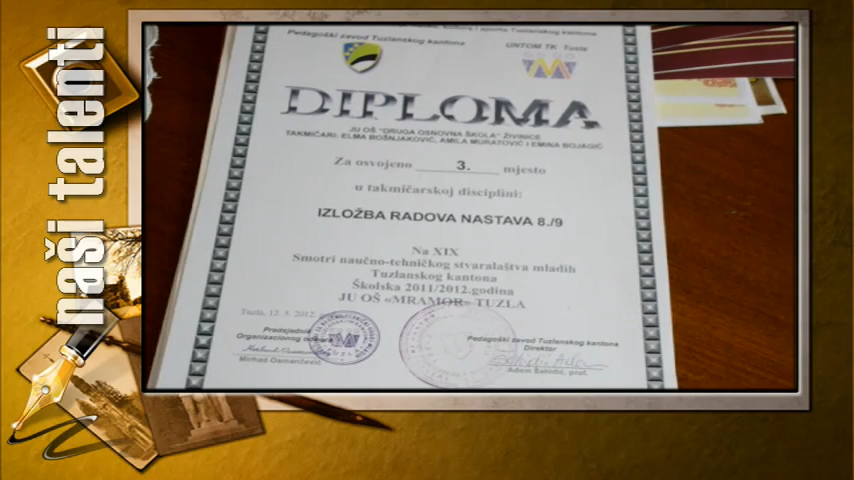 naši talenti
Pedagoški zavod Tuzlanskog kantona
UNTOM TK Tuzla
DIPLOMA
JU OŠ "DRUGA OSNOVNA ŠKOLA" ŽIVINICE
TAKMIČARI: ELMA BOŠNJAKOVIĆ, AMILA MURATOVIĆ I EMINA BOJAGIĆ
Za osvojeno 3. mjesto
u takmičarskoj disciplini:
IZLOŽBA RADOVA NASTAVA 8./9
Na XIX
Smotri naučno-tehničkog stvaralaštva mladih
Tuzlanskog kantona
Školska 2011/2012.godina
JU OŠ «MRAMOR» TUZLA
Tuzla, 12. 5. 2012.
Predsjednik
Organizacionog odbora
Mirhad Osmančević
Pedagoški zavod Tuzlanskog kantona
Direktor
Adem Sahidić, prof.